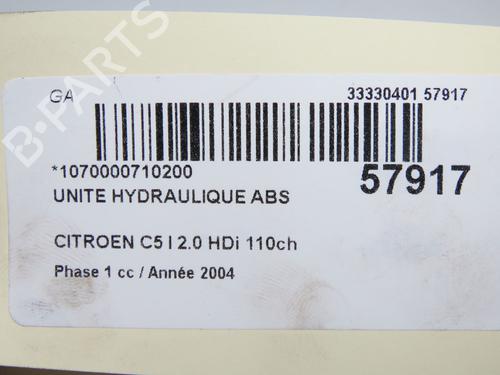 B-PARTS
GA
33330401 57917
*1070000710200
57917
UNITE HYDRAULIQUE ABS
CITROEN C5 I 2.0 HDi 110ch
Phase 1 cc / Année 2004